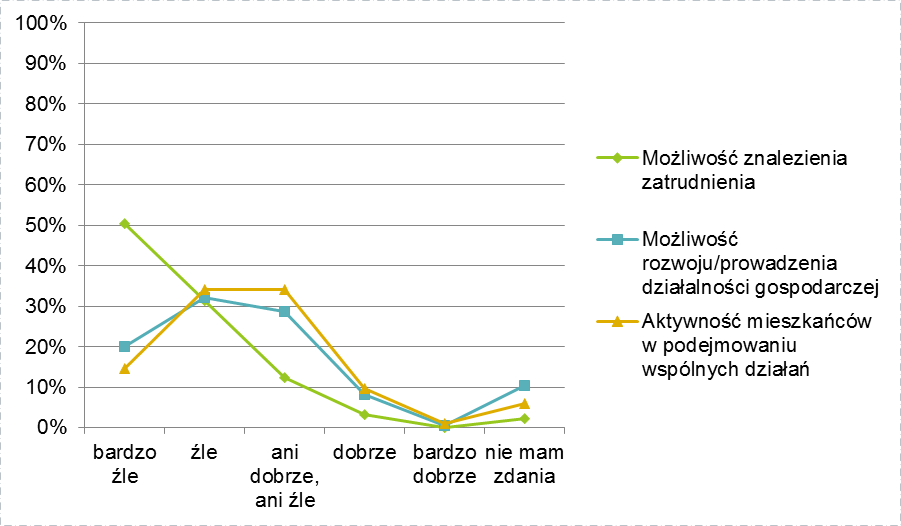 100%
90%
80%
70%
60%
50%
40%
30%
20%
10%
0%
bardzo
źle
źle
ani
dobrze,
ani źle
dobrze
bardzo
dobrze
nie mam
zdania
Możliwość znalezienia
zatrudnienia
Możliwość
rozwoju/prowadzenia
działalności gospodarczej
Aktywność mieszkańców
w podejmowaniu
wspólnych działań